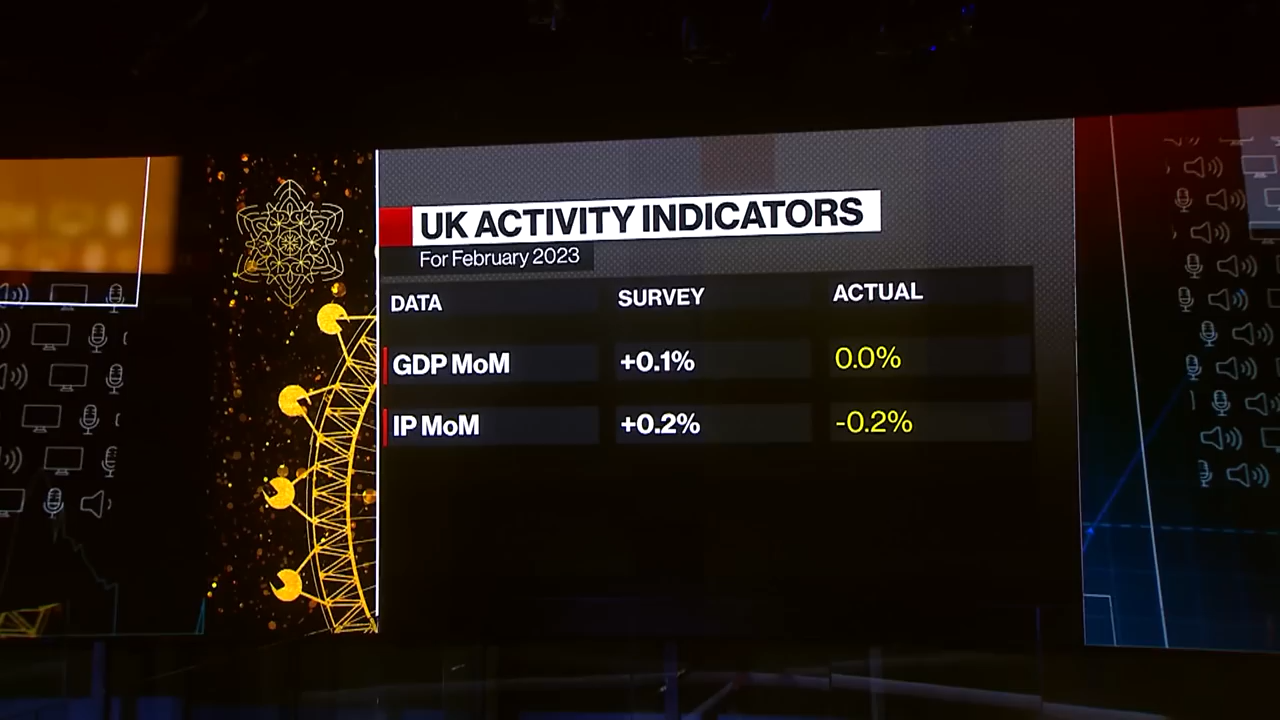 UK ACTIVITY INDICATORS
For February 2023
DATA SURVEY ACTUAL
GDP MoM +0.1% 0.0%
IP MoM +0.2% -0.2%